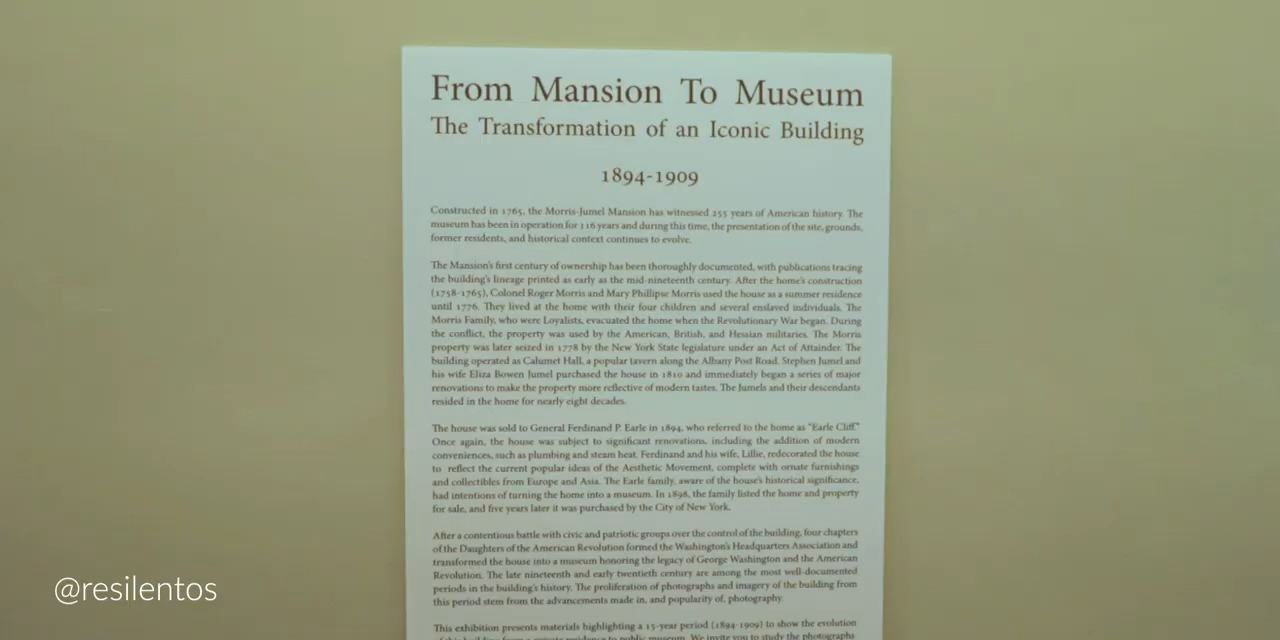 From Mansion To Museum
The Transformation of an Iconic Building
1894-1909
Constructed in 1765, the Morris-Jumel Mansion has witnessed 255 years of American history. The
museum has been in operation for 116 years and during this time, the presentation of the site, grounds,
former residents, and historical context continues to evolve.
The Mansion's first century of ownership has been thoroughly documented, with publications tracing
the building's lineage printed as early as the mid-nineteenth century. After the home's construction
(1758-1765), Colonel Roger Morris and Mary Phillipse Morris used the house as a summer residence
until 1776. They lived at the home with their four children and several enslaved individuals. The
Morris Family, who were Loyalists, evacuated the home when the Revolutionary War began. During
the conflict, the property was used by the American, British, and Hessian militaries. The Morris
property was later seized in 1778 by the New York State legislature under an Act of Attainder. The
building operated as Calumet Hall, a popular tavern along the Albany Post Road. Stephen Jumel and
his wife Eliza Bowen Jumel purchased the house in 1810 and immediately began a series of major
renovations to make the property more reflective of modern tastes. The Jumels and their descendants
resided in the home for nearly eight decades.
The house was sold to General Ferdinand P. Earle in 1894, who referred to the home as "Earle Cliff."
Once again, the house was subject to significant renovations, including the addition of modern
conveniences, such as plumbing and steam heat. Ferdinand and his wife, Lillie, redecorated the house
to reflect the current popular ideas of the Aesthetic Movement, complete with ornate furnishings
and collectibles from Europe and Asia. The Earle family, aware of the house's historical significance,
had intentions of turning the home into a museum. In 1898, the family listed the home and property
for sale, and five years later it was purchased by the City of New York.
After a contentious battle with civic and patriotic groups over the control of the building, four chapters
of the Daughters of the American Revolution formed the Washington's Headquarters Association and
transformed the house into a museum honoring the legacy of George Washington and the American
Revolution. The late nineteenth and early twentieth century are among the most well-documented
periods in the building's history. The proliferation of photographs and imagery of the building from
this period stem from the advancements made in, and popularity of, photography.
This exhibition presents materials highlighting a 15-year period (1894-1909) to show the evolution
of this building from a private residence to public museum. We invite you to study the photographs
@resilentos